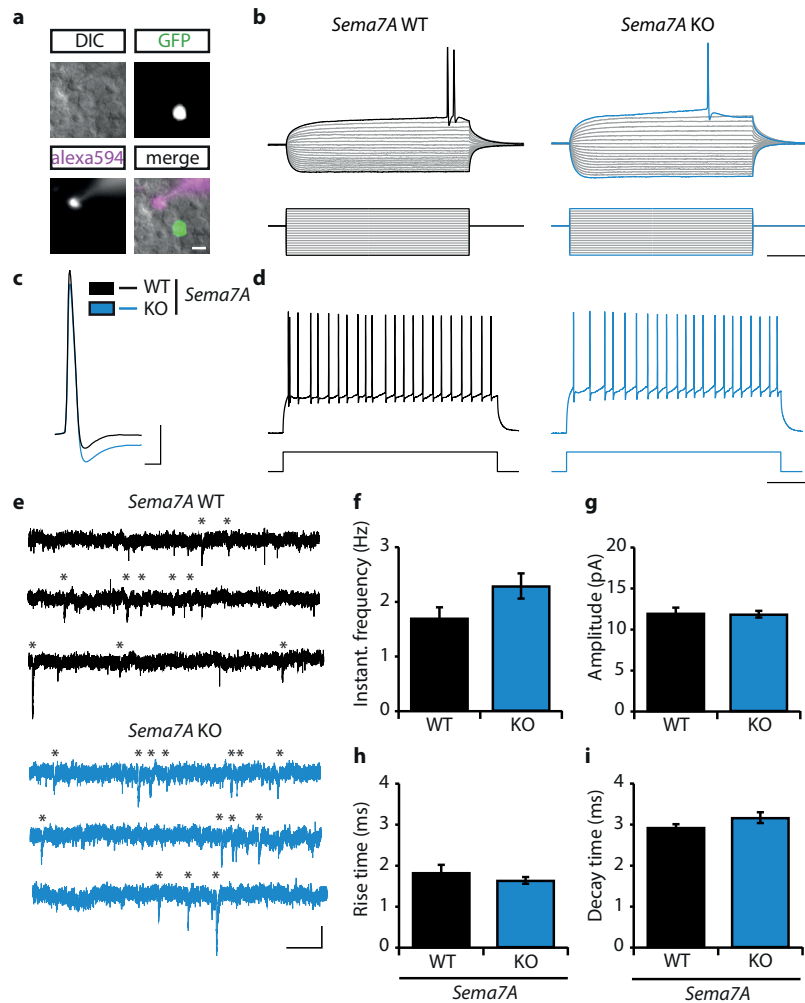 a
DIC
GFP
alexa594
merge
b
Sema7A WT
Sema7A KO
c
WT
KO
Sema7A
d
e
Sema7A WT
* *
* * * * *
* * *
Sema7A KO
* * * * * * *
* * * *
* * *
f
Instant. frequency (Hz)
3
2
1
0
WT
KO
g
Amplitude (pA)
20
15
10
5
0
WT
KO
h
Rise time (ms)
4
3
2
1
0
WT
KO
Sema7A
i
Decay time (ms)
4
3
2
1
0
WT
KO
Sema7A